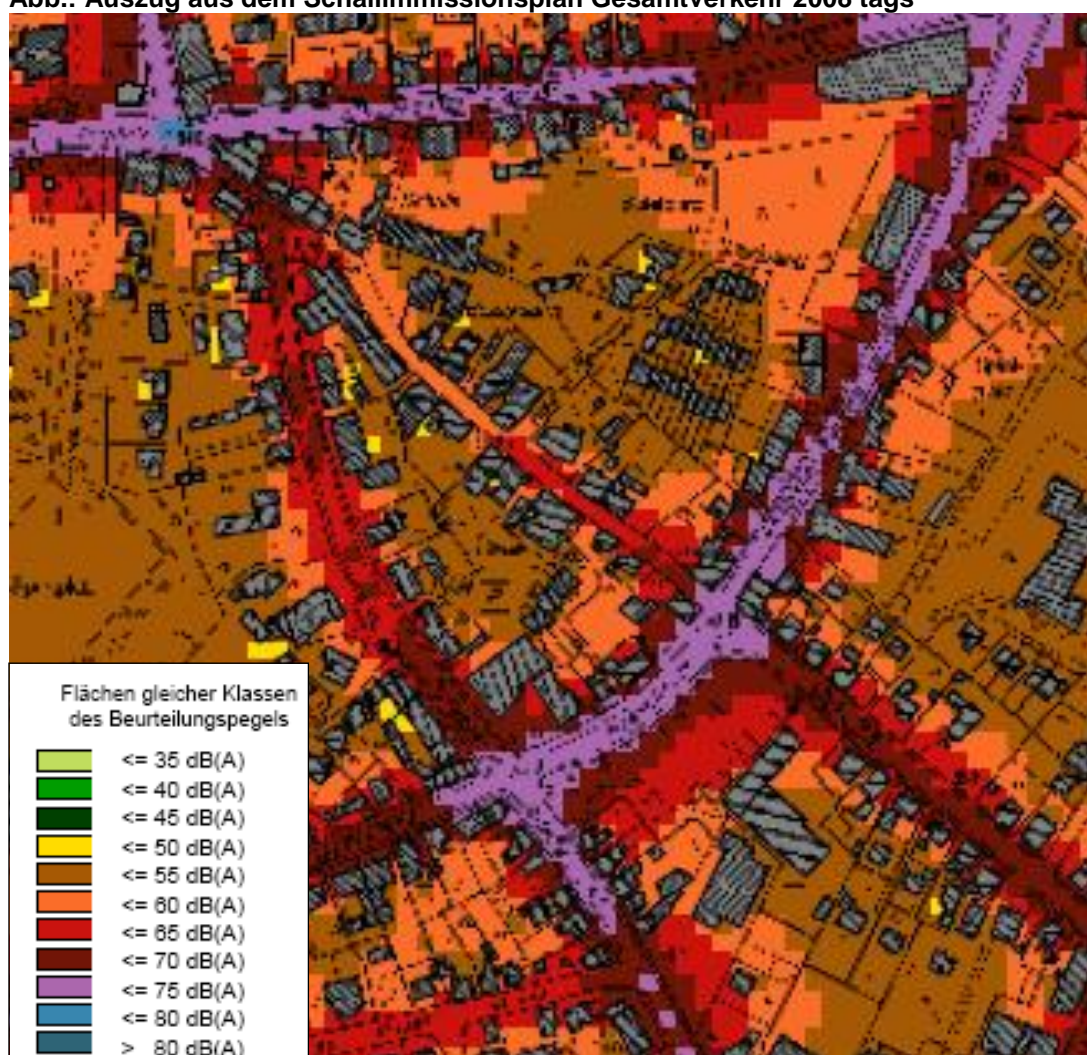 Abb.: Auszug aus dem Schallimmissionsplan Gesamtverkehr 2008 tags
Flächen gleicher Klassen
des Beurteilungspegels
<= 35 dB(A)
<= 40 dB(A)
<= 45 dB(A)
<= 50 dB(A)
<= 55 dB(A)
<= 60 dB(A)
<= 65 dB(A)
<= 70 dB(A)
<= 75 dB(A)
<= 80 dB(A)
> 80 dB(A)